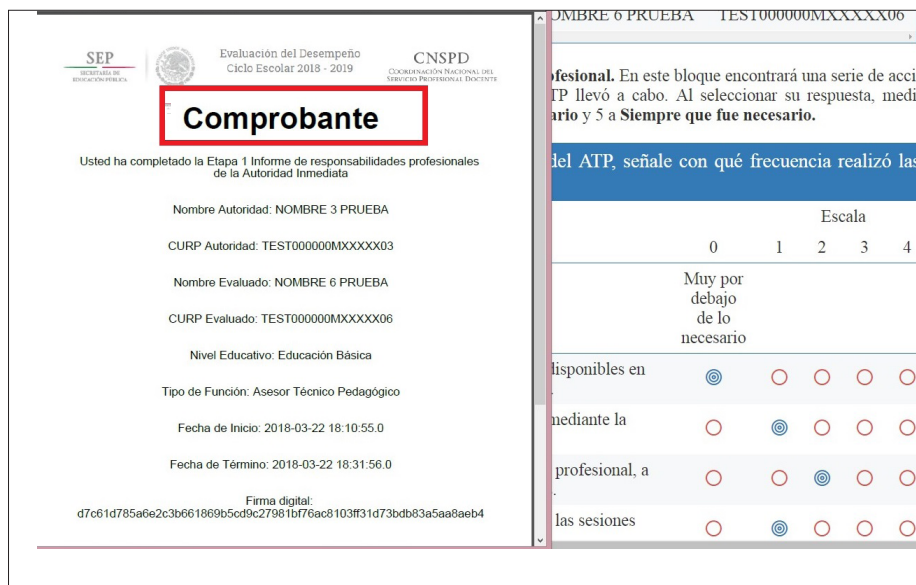 SEP
SECRETARÍA DE
EDUCACIÓN PÚBLICA
Evaluación del Desempeño
Ciclo Escolar 2018 - 2019
CNSPD
COORDINACIÓN NACIONAL DEL
SERVICIO PROFESIONAL DOCENTE
Comprobante
Usted ha completado la Etapa 1 Informe de responsabilidades profesionales
de la Autoridad Inmediata
Nombre Autoridad: NOMBRE 3 PRUEBA
CURP Autoridad: TEST000000MXXXXX03
Nombre Evaluado: NOMBRE 6 PRUEBA
CURP Evaluado: TEST000000MXXXXX06
Nivel Educativo: Educación Básica
Tipo de Función: Asesor Técnico Pedagógico
Fecha de Inicio: 2018-03-22 18:10:55.0
Fecha de Término: 2018-03-22 18:31:56.0
Firma digital:
d7c61d785a6e2c3b661869b5cd9c27981bf76ac8103ff31d73bdb83a5aa8aeb4
OMBRE 6 PRUEBA TEST000000MXXXXX06
ofesional. En este bloque encontrará una serie de acci
TP llevó a cabo. Al seleccionar su respuesta, medi
ario y 5 a Siempre que fue necesario.
del ATP, señale con qué frecuencia realizó las
Escala
0 1 2 3 4
Muy por
debajo
de lo
necesario
disponibles en
mediante la
profesional, a
las sesiones